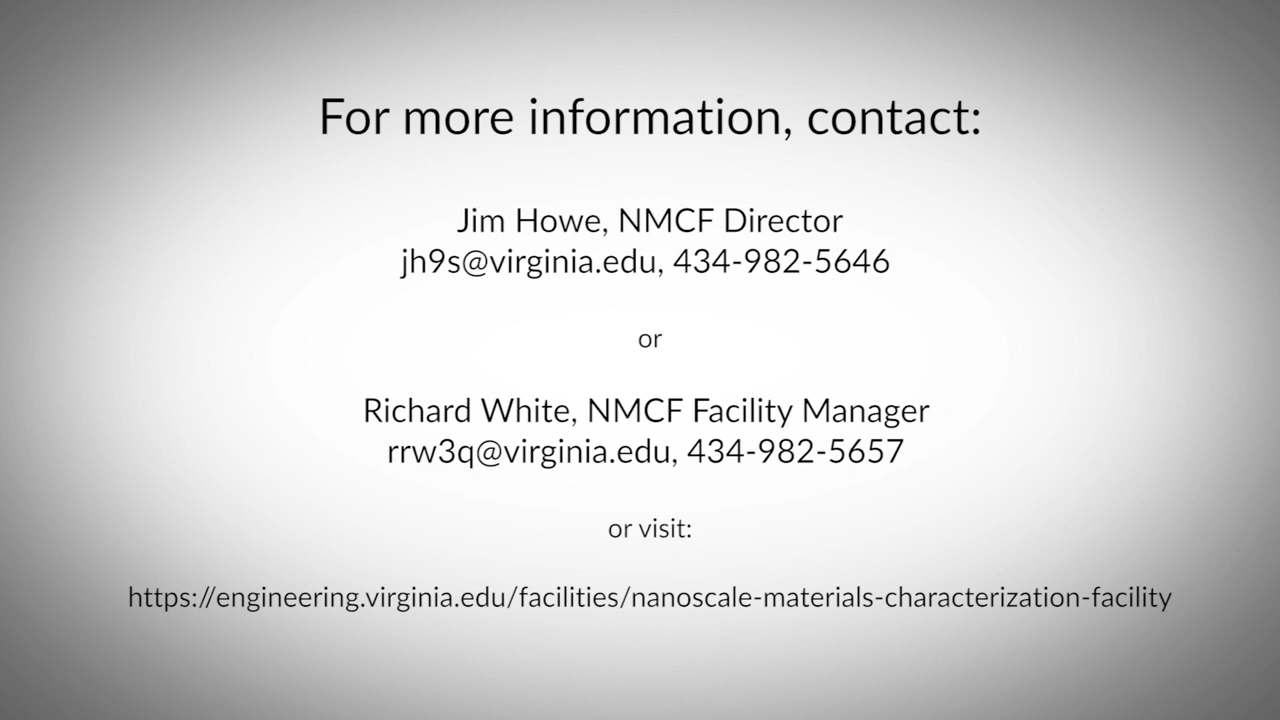 For more information, contact:
Jim Howe, NMCF Director
jh9s@virginia.edu, 434-982-5646
or
Richard White, NMCF Facility Manager
rrw3q@virginia.edu, 434-982-5657
or visit:
https://engineering.virginia.edu/facilities/nanoscale-materials-characterization-facility